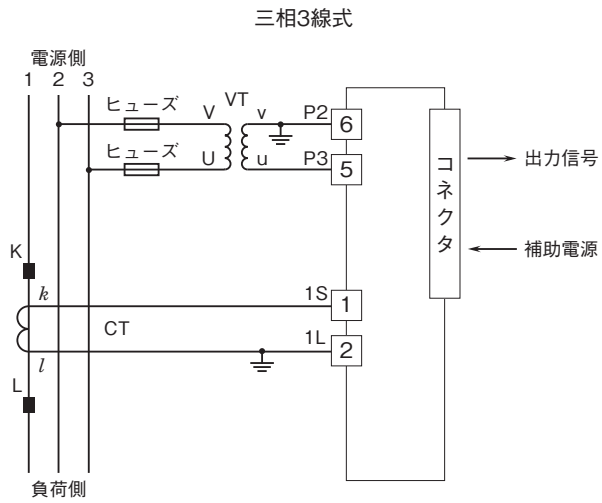 三相3線式
電源側
1 2 3
ヒューズ V VT v P2 6
ヒューズ U u P3 5
コネクタ
出力信号
補助電源
K
k 1S 1
CT
l 1L 2
L
負荷側